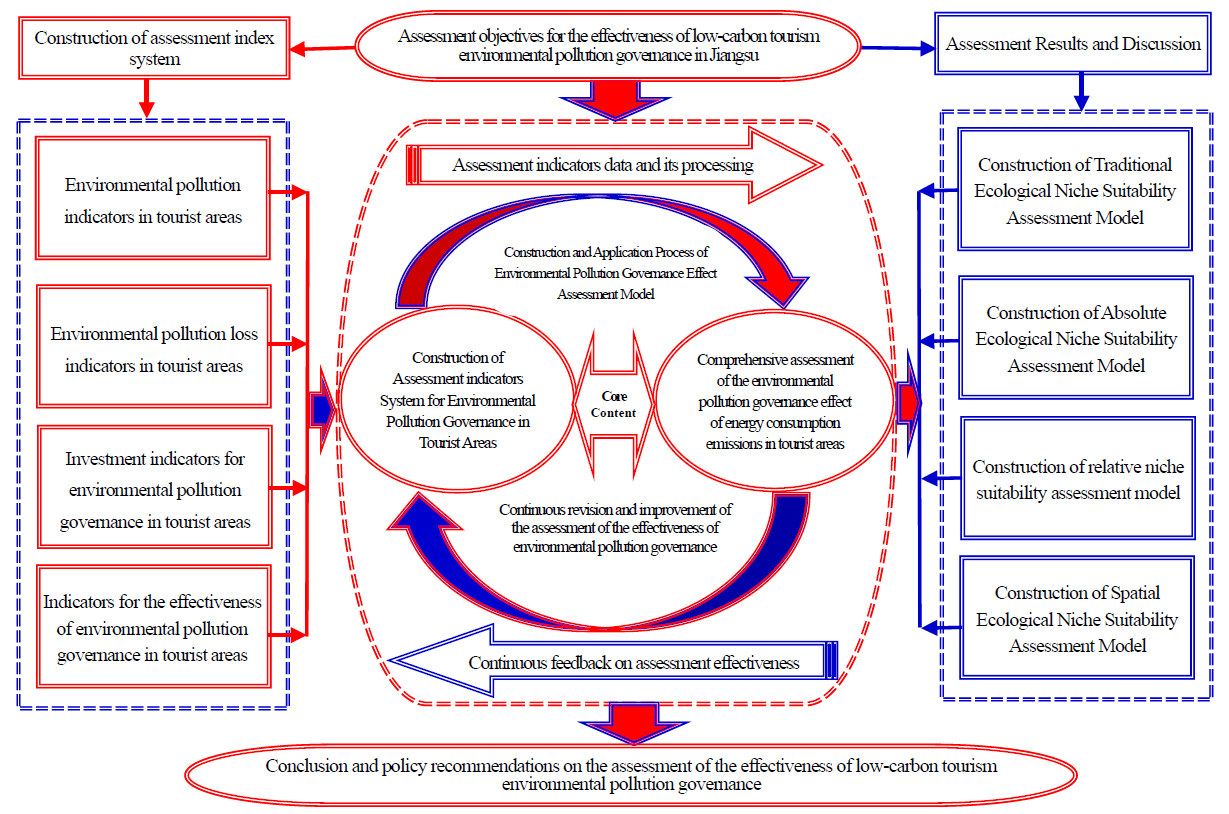 Construction of assessment index
system
Assessment objectives for the effectiveness of low-carbon tourism
environmental pollution governance in Jiangsu
Assessment Results and Discussion
Environmental pollution
indicators in tourist areas
Environmental pollution loss
indicators in tourist areas
Investment indicators for
environmental pollution
governance in tourist areas
Indicators for the effectiveness
of environmental pollution
governance in tourist areas
Assessment indicators data and its processing
Construction and Application Process of
Environmental Pollution Governance Effect
Assessment Model
Construction of
Assessment indicators
System for Environmental
Pollution Governance in
Tourist Areas
Core
Content
Comprehensive assessment
of the environmental
pollution governance effect
of energy consumption
emissions in tourist areas
Continuous revision and improvement of
the assessment of the effectiveness of
environmental pollution governance
Continuous feedback on assessment effectiveness
Construction of Traditional
Ecological Niche Suitability
Assessment Model
Construction of Absolute
Ecological Niche Suitability
Assessment Model
Construction of relative niche
suitability assessment model
Construction of Spatial
Ecological Niche Suitability
Assessment Model
Conclusion and policy recommendations on the assessment of the effectiveness of low-carbon tourism
environmental pollution governance